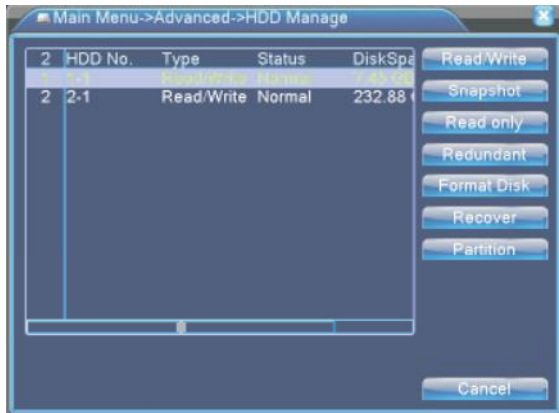 Main Menu->Advanced->HDD Manage
2 HDD No. Type Status DiskSpa
1 1-1 Read/Write Normal 7.45 GB
2 2-1 Read/Write Normal 232.88
Read/Write
Snapshot
Read only
Redundant
Format Disk
Recover
Partition
Cancel